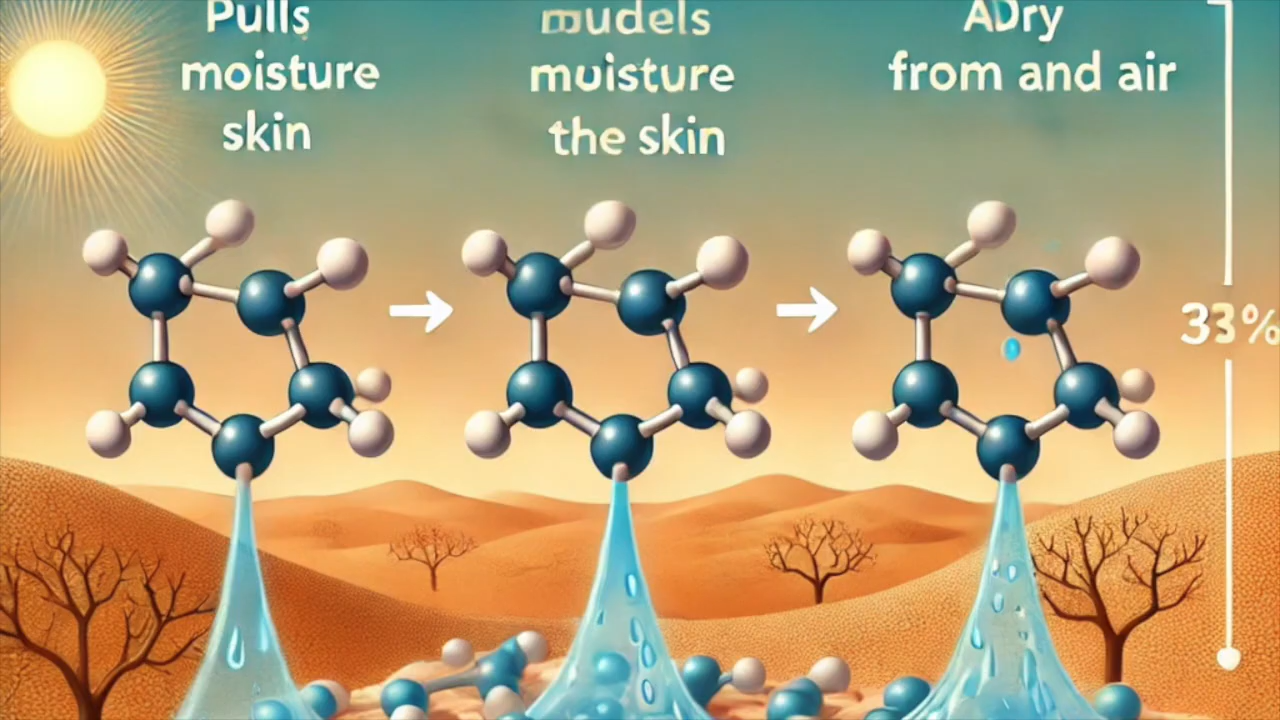 Pulls
moisture
skin
mudels
muisture
the skin
ADry
from and air
33%